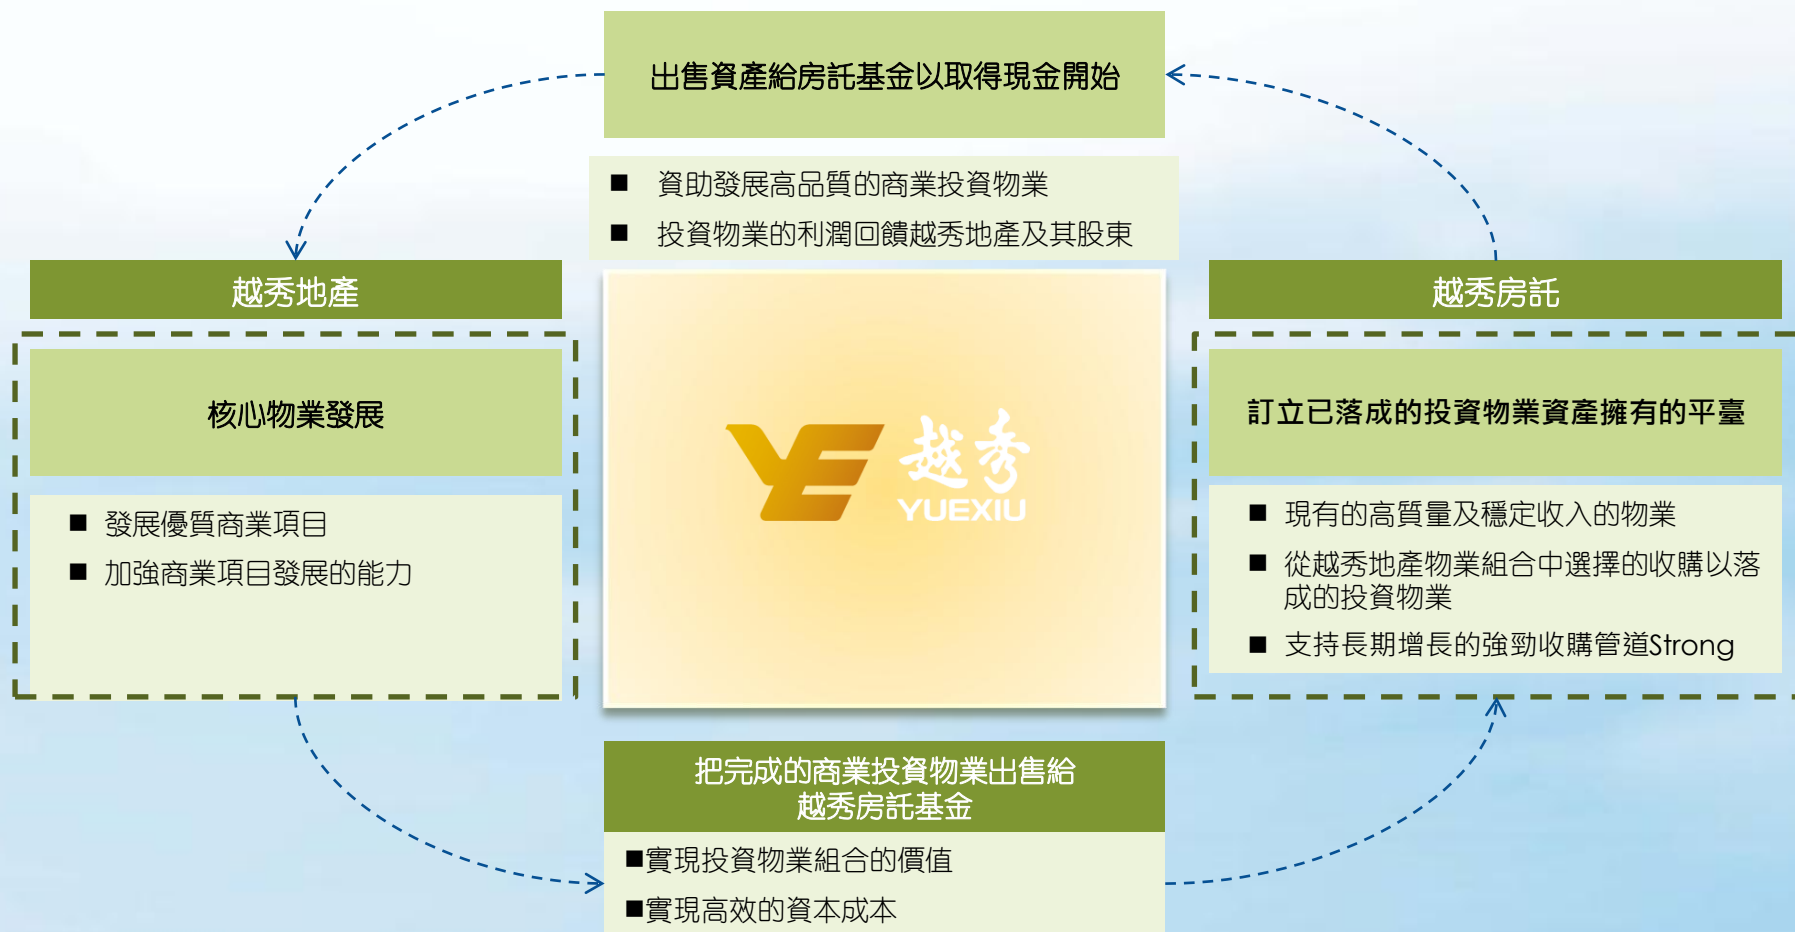 出售資產給房託基金以取得現金開始
■ 資助發展高品質的商業投資物業
■ 投資物業的利潤回饋越秀地產及其股東
越秀地產
核心物業發展
■ 發展優質商業項目
■ 加強商業項目發展的能力
越秀
YUEXIU
越秀房託
訂立已落成的投資物業資產擁有的平臺
■ 現有的高質量及穩定收入的物業
■ 從越秀地產物業組合中選擇的收購以落
成的投資物業
■ 支持長期增長的強勁收購管道Strong
把完成的商業投資物業出售給
越秀房託基金
■實現投資物業組合的價值
■實現高效的資本成本